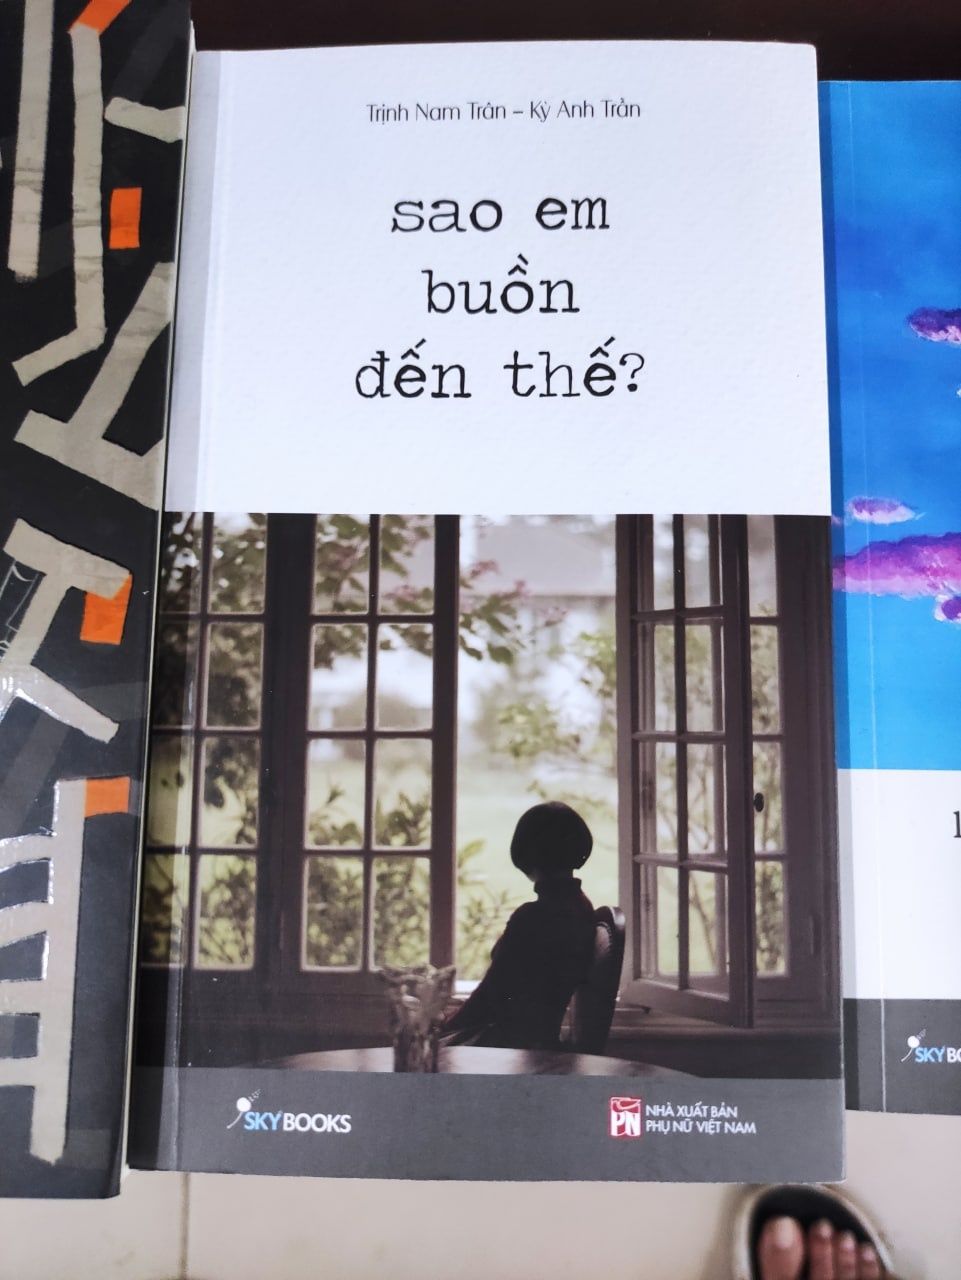 Trịnh Nam Trân – Kỳ Anh Trần
sao em
buồn
đến thế?
SKYBOOKS
PN
NHÀ XUẤT BẢN
PHỤ NỮ VIỆT NAM